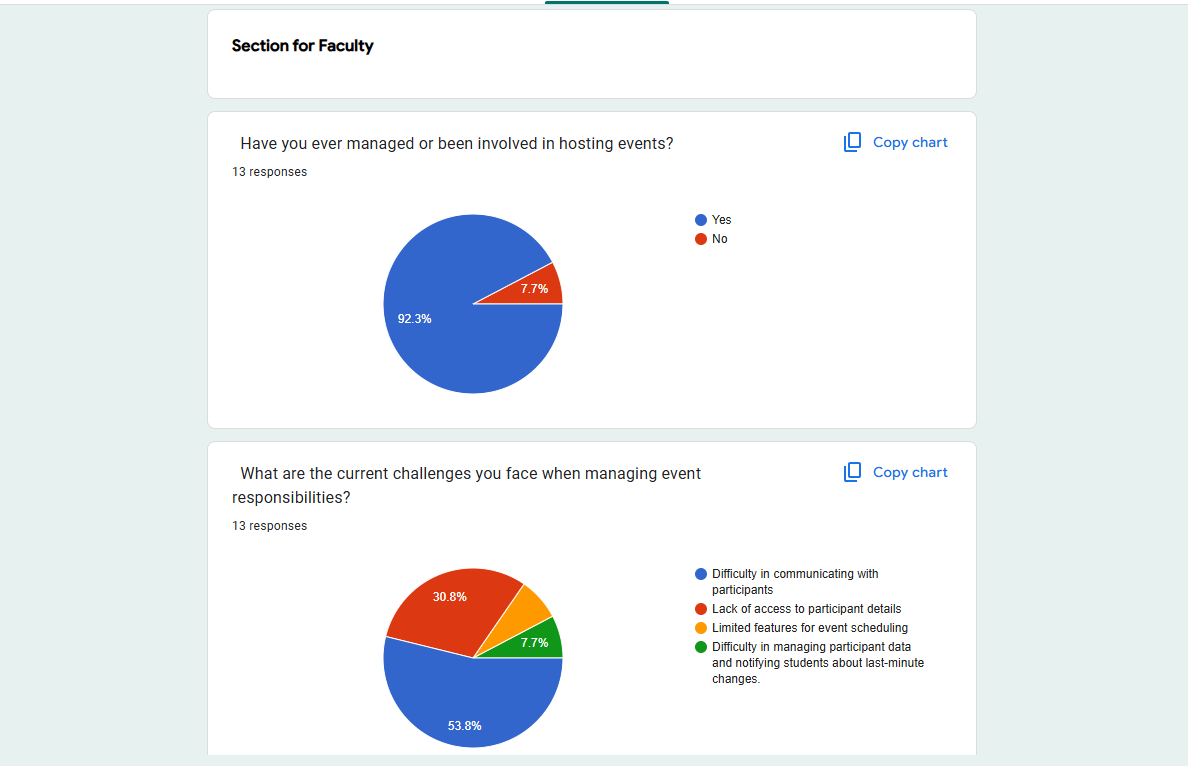 Section for Faculty
Have you ever managed or been involved in hosting events?
Copy chart
13 responses
Yes
No
7.7%
92.3%
What are the current challenges you face when managing event
responsibilities?
Copy chart
13 responses
Difficulty in communicating with
participants
Lack of access to participant details
Limited features for event scheduling
Difficulty in managing participant data
and notifying students about last-minute
changes.
30.8%
7.7%
53.8%